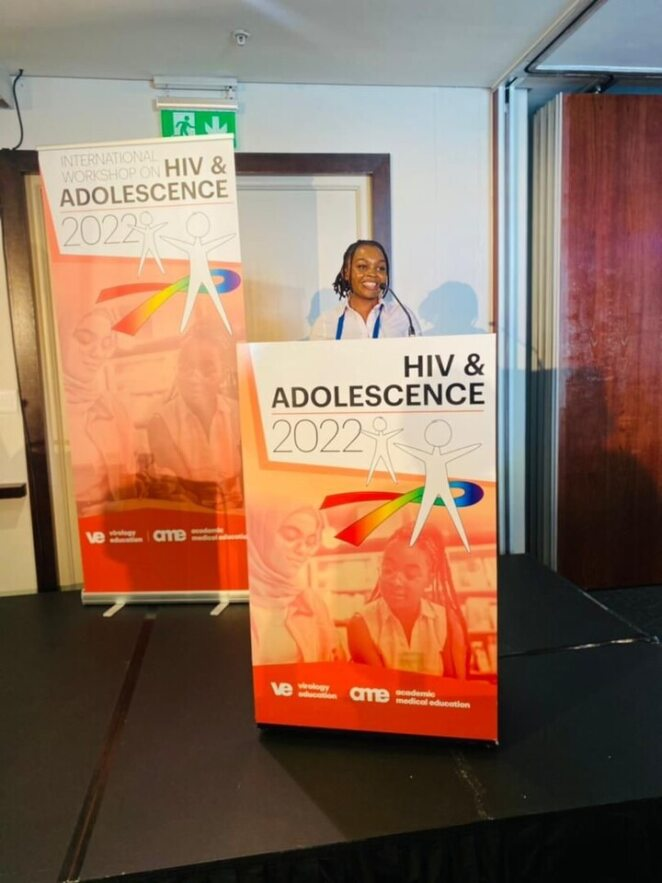 INTERNATIONAL
WORKSHOP ON HIV &
ADOLESCENCE
2022
ve virology
education
ame academic
medical education
HIV &
ADOLESCENCE
2022
ve virology
education
ame academic
medical education